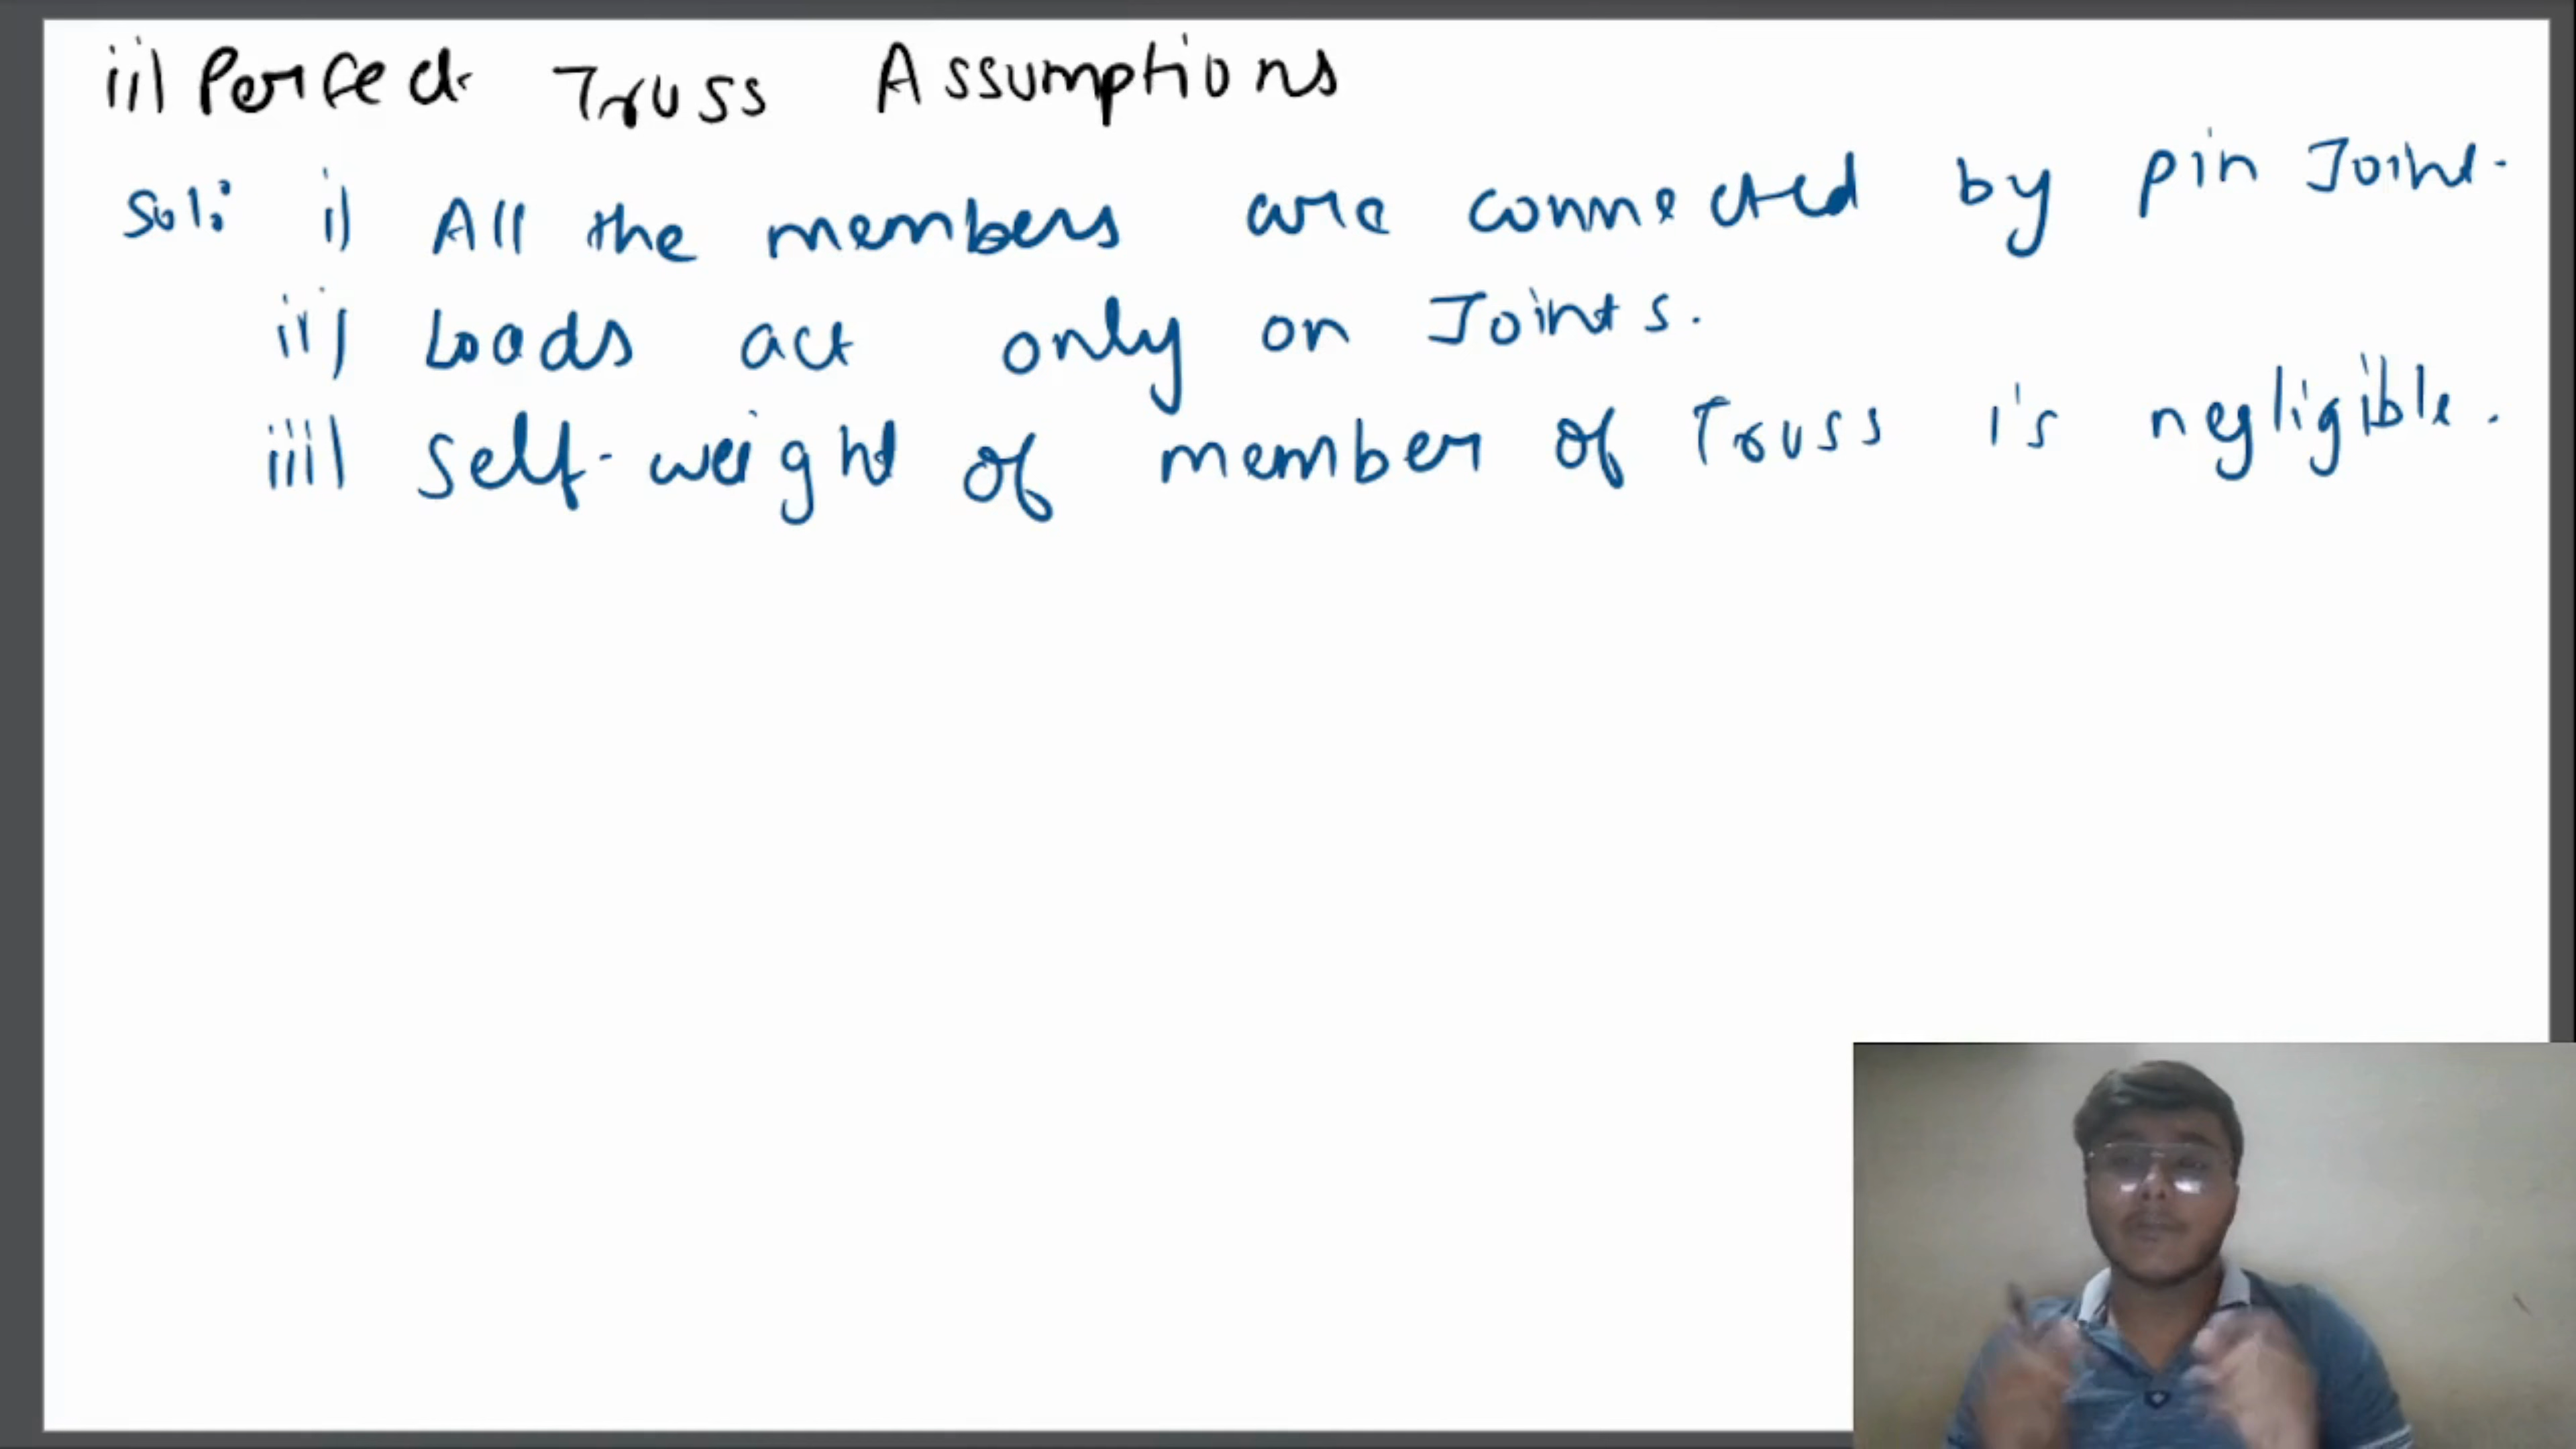 ii) Perfect Truss Assumptions
Sol: i) All the members are connected by pin Joint.
ii) Loads act only on Joints.
iii) Self-weight of member of Truss is negligible.